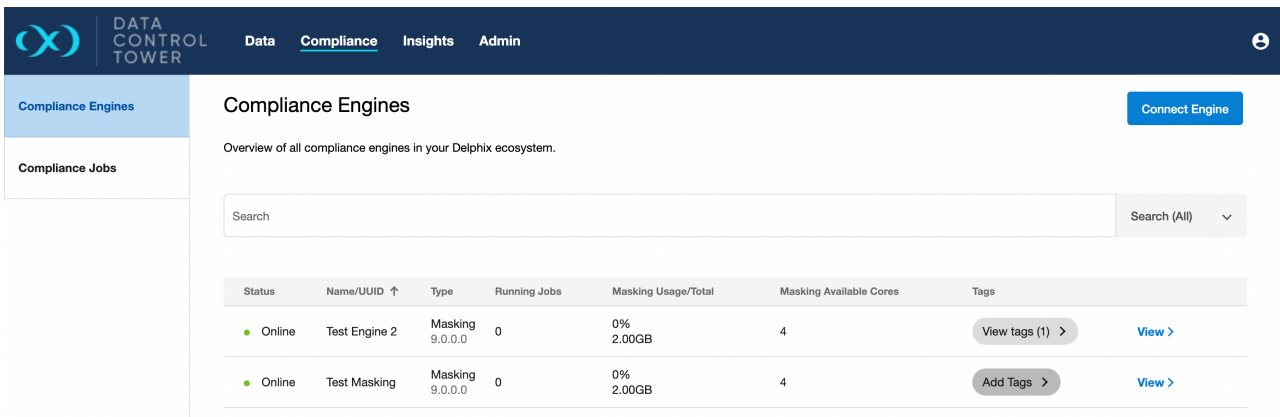 DATA
CONTROL
TOWER
Data Compliance Insights Admin
Compliance Engines
Compliance Jobs
Compliance Engines
Connect Engine
Overview of all compliance engines in your Delphix ecosystem.
Search
Search (All)
Status Name/UUID ↑ Type Running Jobs Masking Usage/Total Masking Available Cores Tags
Online Test Engine 2 Masking 0 0% 4 View tags (1) > View >
9.0.0.0 2.00GB
Online Test Masking Masking 0 0% 4 Add Tags > View >
9.0.0.0 2.00GB